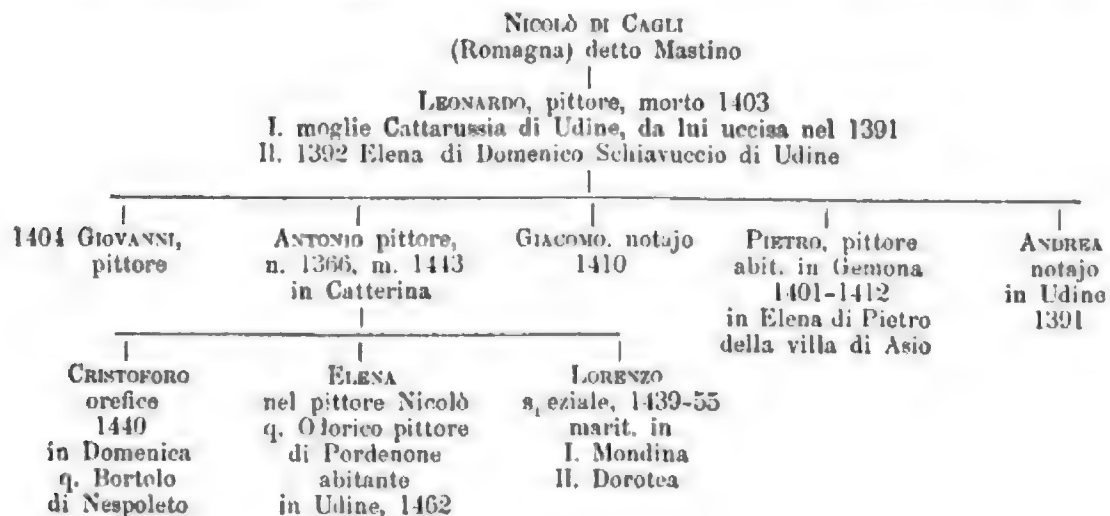 NICOLÒ DI CAGLI
(Romagna) detto Mastino
LEONARDO, pittore, morto 1403
I. moglie Cattarussia di Udine, da lui uccisa nel 1391
II. 1392 Elena di Domenico Schiavuccio di Udine
1404 GIOVANNI,
pittore
ANTONIO pittore,
n. 1366, m. 1443
in Catterina
GIACOMO. notajo
1410
PIETRO, pittore
abit. in Gemona
1401-1412
in Elena di Pietro
della villa di Asio
ANDREA
notajo
in Udine
1391
CRISTOFORO
orefice
1440
in Domenica
q. Bortolo
di Nespoleto
ELENA
nel pittore Nicolò
q. Odorico pittore
di Pordenone
abitante
in Udine, 1462
LORENZO
speziale, 1439-55
marit. in
I. Mondina
II. Dorotea